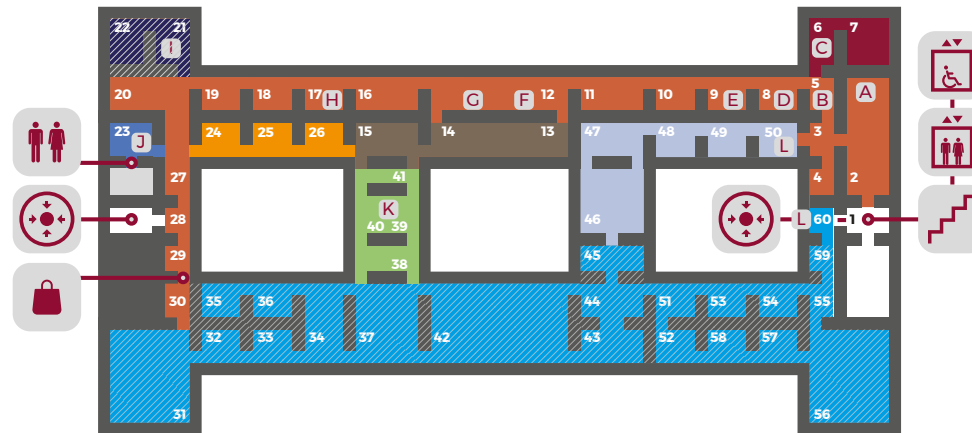 22 21 6 7
I C
5
20 19 18 17 H 16 G F 12 11 10 9 E 8 D B A
23 J 24 25 26 15 14 13 47 48 49 50 L 3
27 41 4 2
28 K 40 39 46 L 60 1
29 38 45 59
30 35 36 44 51 53 54 55
32 33 34 37 42 43 52 58 57
31 56